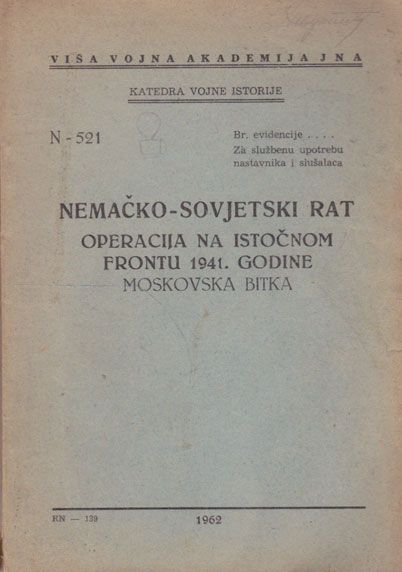 VIŠA VOJNA AKADEMIJA JNA
KATEDRA VOJNE ISTORIJE
N - 521
Br. evidencije . . . .
Za službenu upotrebu
nastavnika i slušalaca
NEMAČKO-SOVJETSKI RAT
OPERACIJA NA ISTOČNOM
FRONTU 1941. GODINE
MOSKOVSKA BITKA
RN — 139
1962